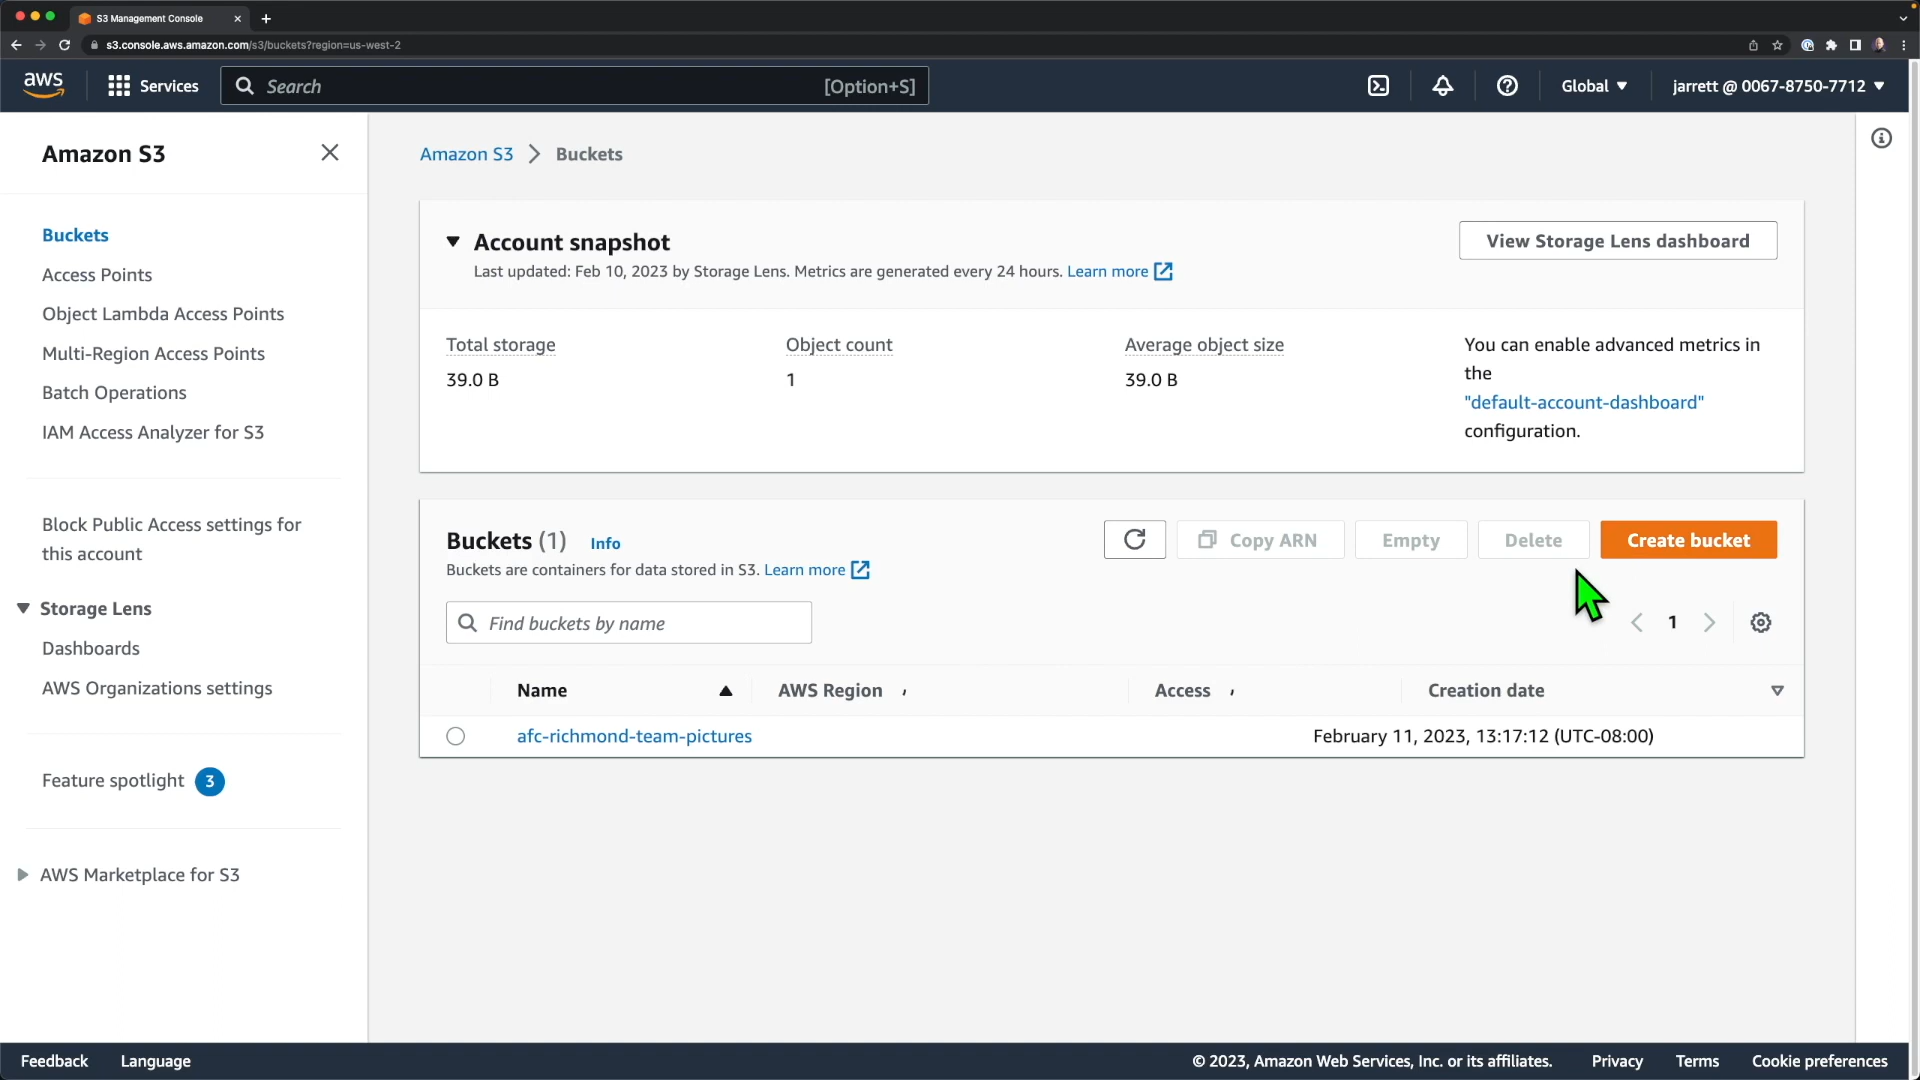 S3 Management Console
s3.console.aws.amazon.com/s3/buckets?region=us-west-2
aws
Services
Search
[Option+S]
Global
jarrett @ 0067-8750-7712
Amazon S3
Buckets
Access Points
Object Lambda Access Points
Multi-Region Access Points
Batch Operations
IAM Access Analyzer for S3
Block Public Access settings for
this account
Storage Lens
Dashboards
AWS Organizations settings
Feature spotlight 3
AWS Marketplace for S3
Amazon S3 > Buckets
Account snapshot
Last updated: Feb 10, 2023 by Storage Lens. Metrics are generated every 24 hours. Learn more
View Storage Lens dashboard
Total storage
39.0 B
Object count
1
Average object size
39.0 B
You can enable advanced metrics in
the
"default-account-dashboard"
configuration.
Buckets (1) Info
Buckets are containers for data stored in S3. Learn more
Copy ARN
Empty
Delete
Create bucket
Find buckets by name
1
Name AWS Region Access Creation date
afc-richmond-team-pictures February 11, 2023, 13:17:12 (UTC-08:00)
Feedback Language © 2023, Amazon Web Services, Inc. or its affiliates. Privacy Terms Cookie preferences